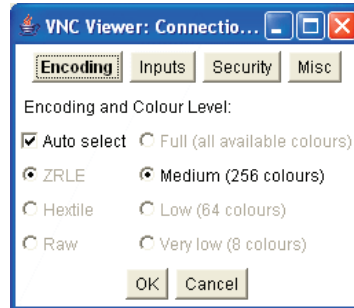 VNC Viewer: Connectio...
Encoding Inputs Security Misc
Encoding and Colour Level:
Auto select Full (all available colours)
ZRLE Medium (256 colours)
Hextile Low (64 colours)
Raw Very low (8 colours)
OK Cancel